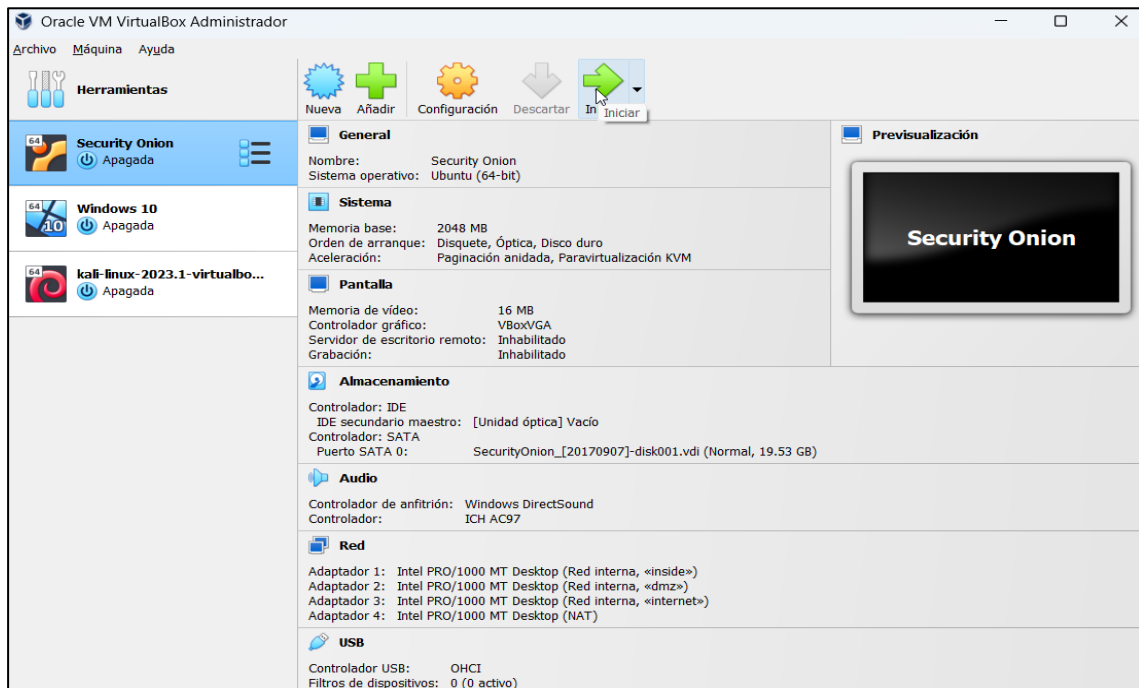 Oracle VM VirtualBox Administrador
Archivo Máquina Ayuda
Herramientas
Nueva Añadir Configuración Descartar In
Iniciar
64
Security Onion
Apagada
64
10
Windows 10
Apagada
64
kali-linux-2023.1-virtualbo...
Apagada
General
Nombre: Security Onion
Sistema operativo: Ubuntu (64-bit)
Sistema
Memoria base: 2048 MB
Orden de arranque: Disquete, Óptica, Disco duro
Aceleración: Paginación anidada, Paravirtualización KVM
Pantalla
Memoria de vídeo: 16 MB
Controlador gráfico: VBoxVGA
Servidor de escritorio remoto: Inhabilitado
Grabación: Inhabilitado
Almacenamiento
Controlador: IDE
IDE secundario maestro: [Unidad óptica] Vacío
Controlador: SATA
Puerto SATA 0: SecurityOnion_[20170907]-disk001.vdi (Normal, 19.53 GB)
Audio
Controlador de anfitrión: Windows DirectSound
Controlador: ICH AC97
Red
Adaptador 1: Intel PRO/1000 MT Desktop (Red interna, «inside»)
Adaptador 2: Intel PRO/1000 MT Desktop (Red interna, «dmz»)
Adaptador 3: Intel PRO/1000 MT Desktop (Red interna, «internet»)
Adaptador 4: Intel PRO/1000 MT Desktop (NAT)
USB
Controlador USB: OHCI
Filtros de dispositivos: 0 (0 activo)
Previsualización
Security Onion